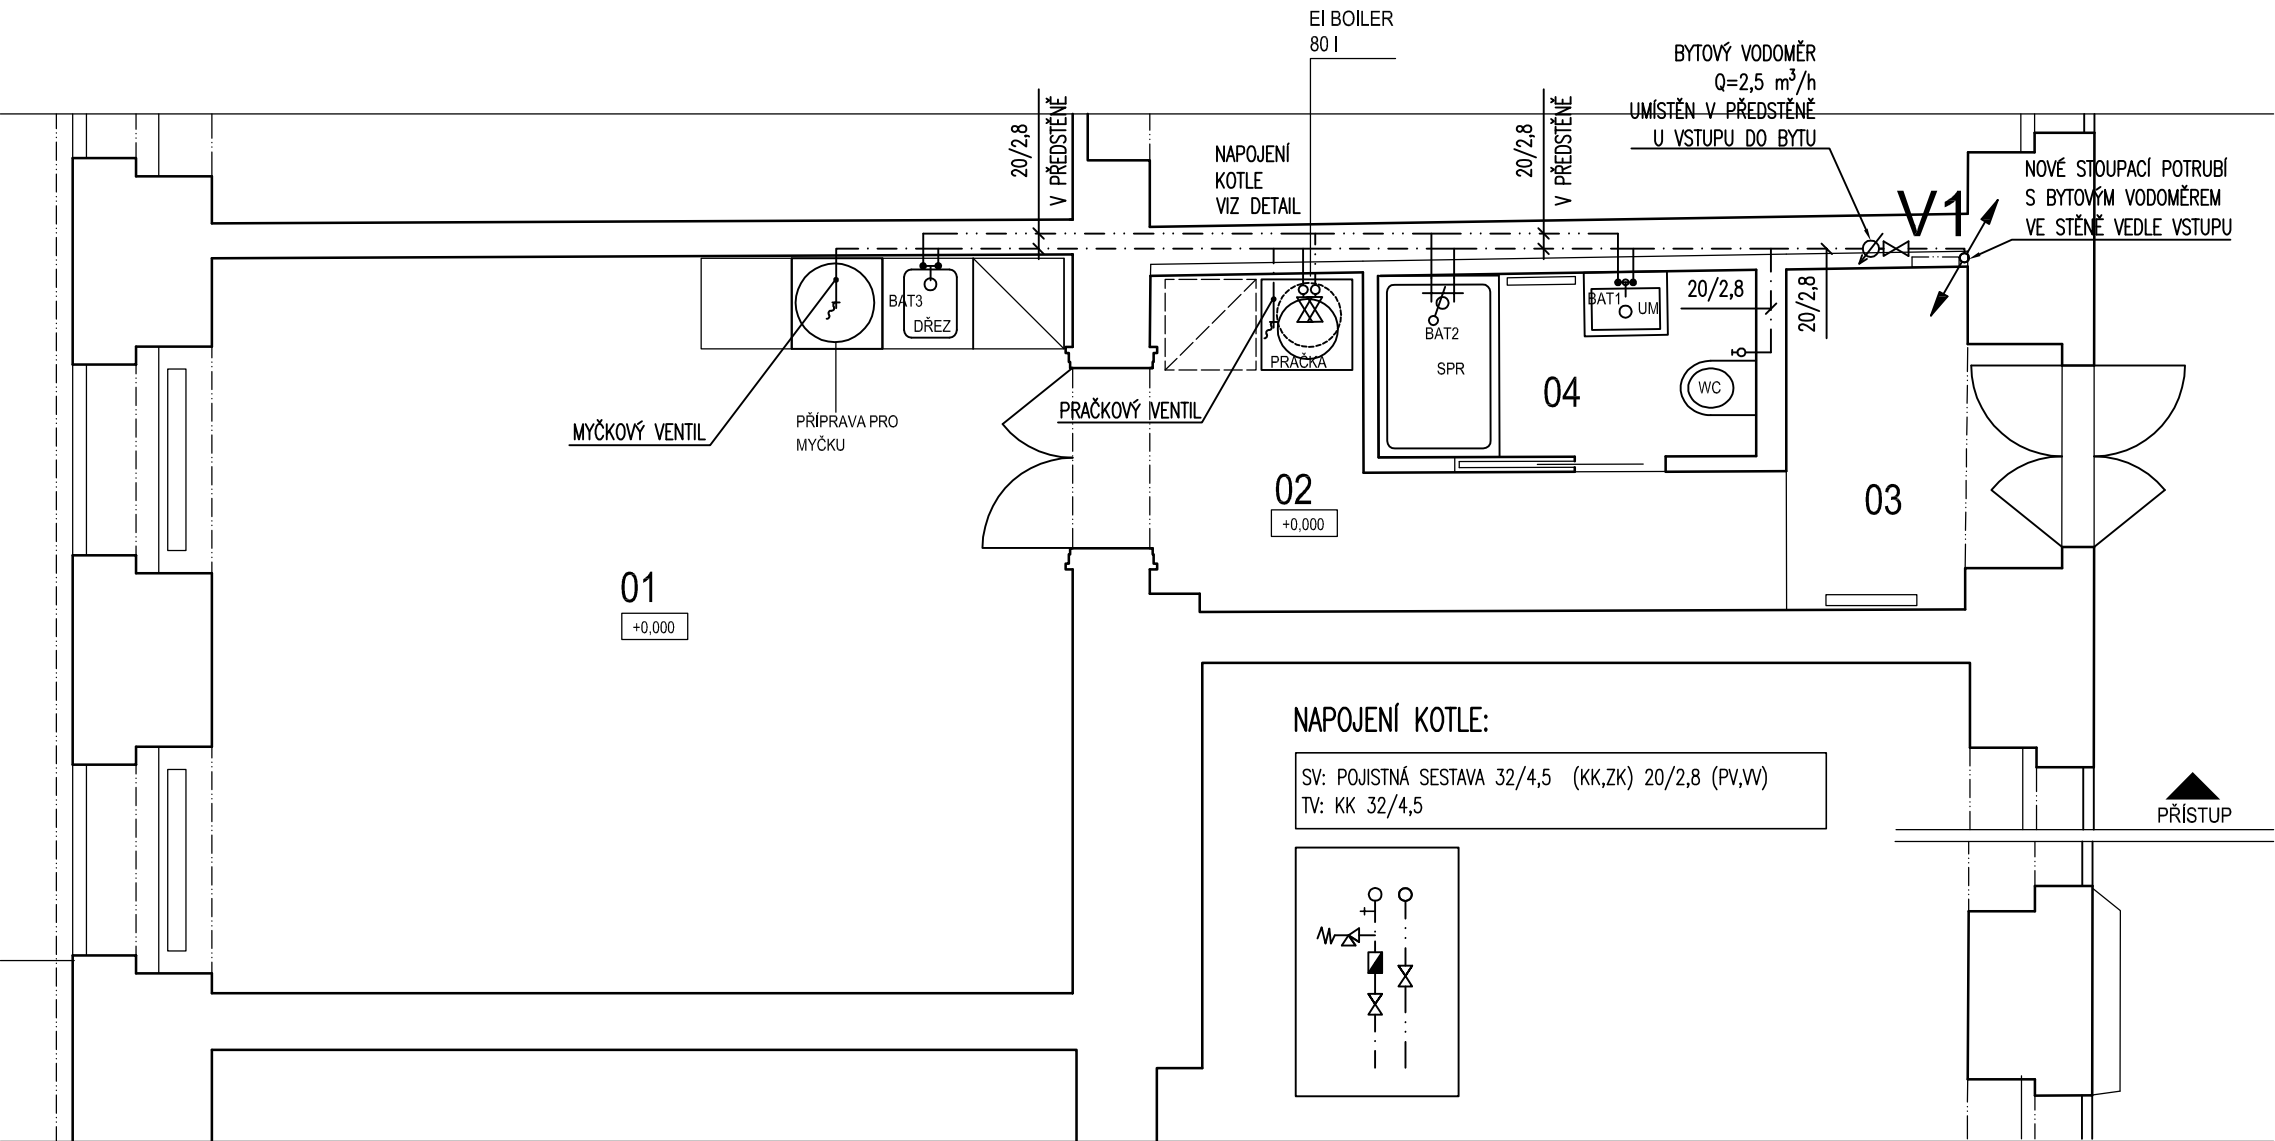 EI BOILER
80 l
BYTOVÝ VODOMĚR
Q=2,5 m³/h
UMÍSTĚN V PŘEDSTĚNĚ
U VSTUPU DO BYTU
20/2,8
V PŘEDSTĚNĚ
20/2,8
V PŘEDSTĚNĚ
NAPOJENÍ
KOTLE
VIZ DETAIL
V1
NOVÉ STOUPACÍ POTRUBÍ
S BYTOVÝM VODOMĚREM
VE STĚNĚ VEDLE VSTUPU
BAT3
DŘEZ
PRAČKA
BAT2
SPR
BAT1
UM
20/2,8
20/2,8
WC
04
MYČKOVÝ VENTIL
PŘÍPRAVA PRO
MYČKU
PRAČKOVÝ VENTIL
02
+0,000
03
01
+0,000
NAPOJENÍ KOTLE:
SV: POJISTNÁ SESTAVA 32/4,5 (KK,ZK) 20/2,8 (PV,VV)
TV: KK 32/4,5
PŘÍSTUP